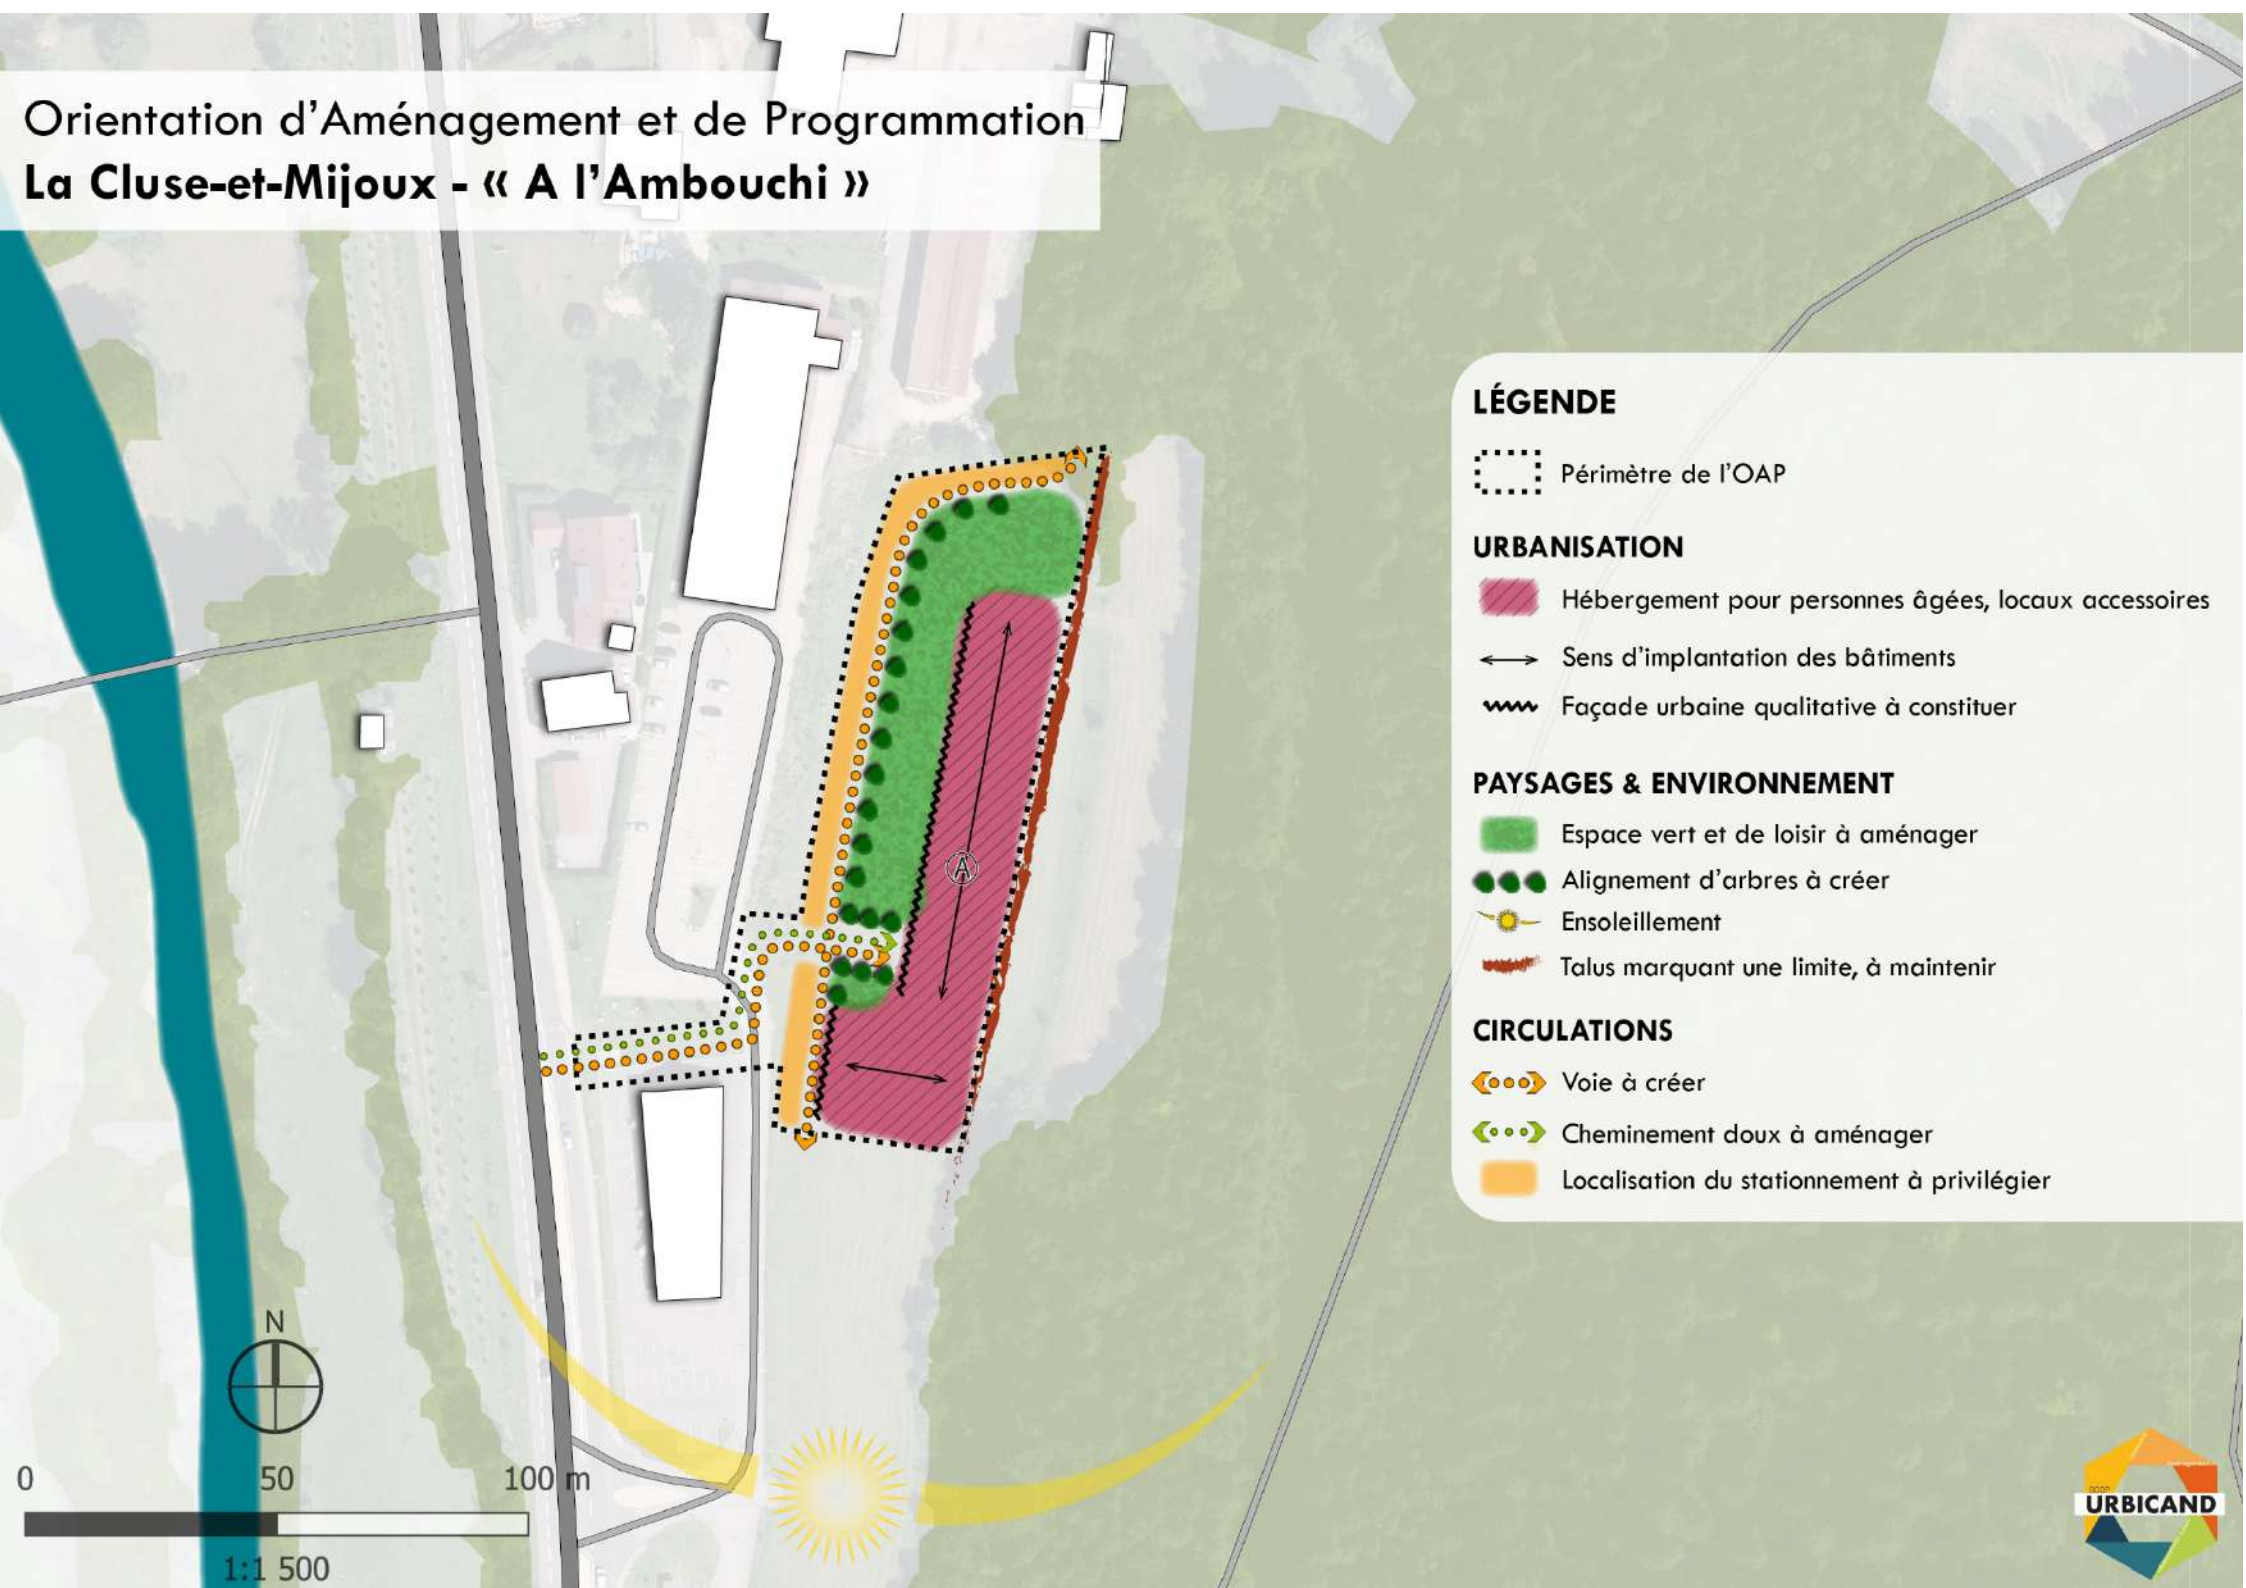 Orientation d'Aménagement et de Programmation
La Cluse-et-Mijoux - « A l'Ambouchi »
LÉGENDE
Périmètre de l'OAP
URBANISATION
Hébergement pour personnes âgées, locaux accessoires
Sens d'implantation des bâtiments
Façade urbaine qualitative à constituer
PAYSAGES & ENVIRONNEMENT
Espace vert et de loisir à aménager
Alignement d'arbres à créer
Ensoleillement
Talus marquant une limite, à maintenir
CIRCULATIONS
Voie à créer
Cheminement doux à aménager
Localisation du stationnement à privilégier
A
N
0 50 100 m
1:1 500
URBICAND